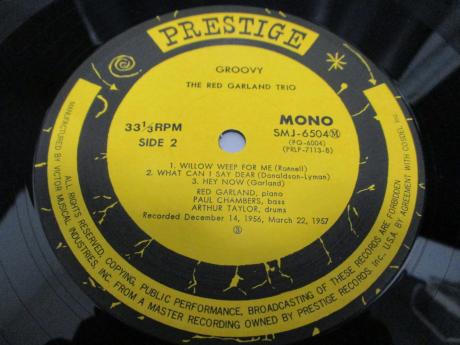 PRESTIGE
GROOVY
THE RED GARLAND TRIO
33⅓RPM
SIDE 2
MONO
SMJ-6504Ⓜ
(PG-6004)
(PRLP-7113-B)
1. WILLOW WEEP FOR ME (Ronnell)
2. WHAT CAN I SAY DEAR (Donaldson-Lyman)
3. HEY NOW (Garland)
RED GARLAND, piano
PAUL CHAMBERS, bass
ARTHUR TAYLOR, drums
Recorded December 14, 1956, March 22, 1957
③
MANUFACTURED BY VICTOR MUSICAL INDUSTRIES, INC. FROM A MASTER RECORDING OWNED BY PRESTIGE RECORDS, Inc. U.S.A. BY AGREEMENT WITH COSDEL Inc.
ALL RIGHTS RESERVED, COPYING, PUBLIC PERFORMANCE, BROADCASTING OF THESE RECORDS ARE FORBIDDEN.